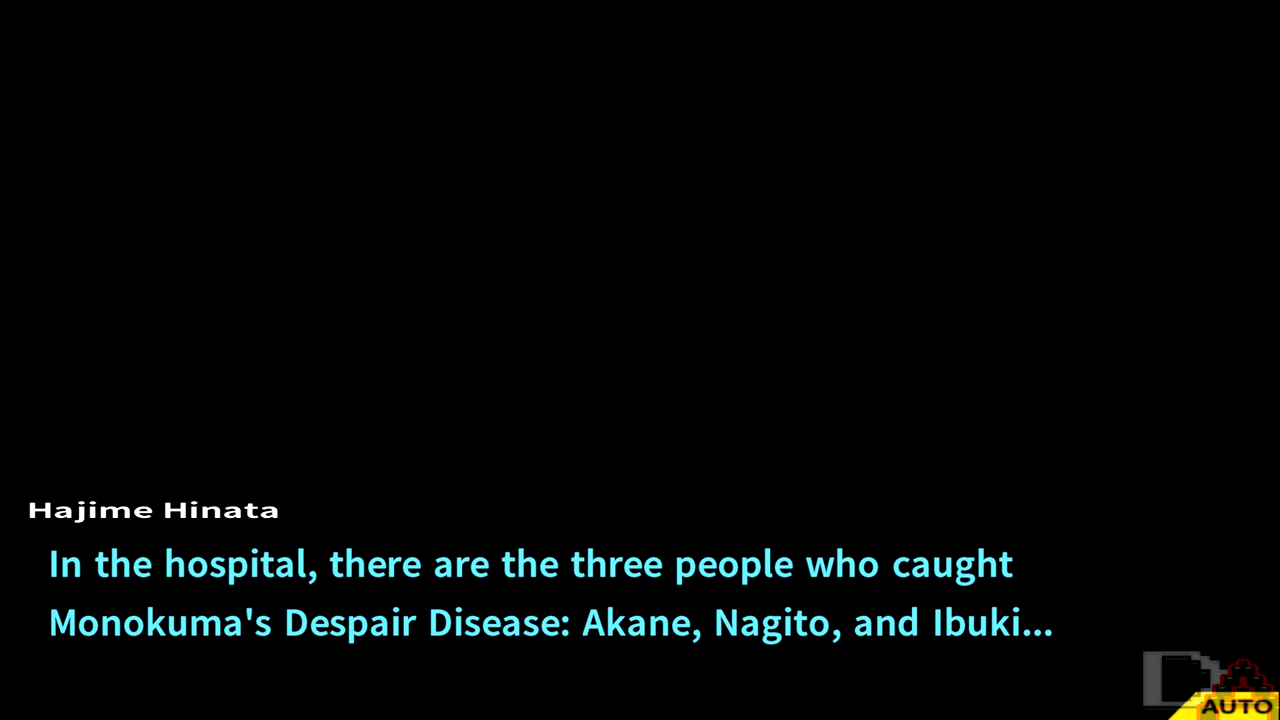 Hajime Hinata
In the hospital, there are the three people who caught
Monokuma's Despair Disease: Akane, Nagito, and Ibuki...
AUTO